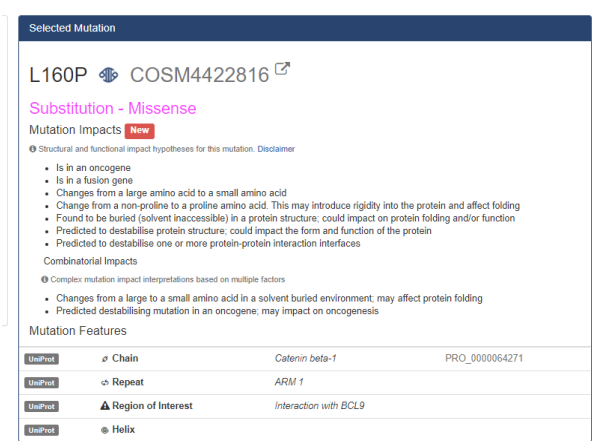 Selected Mutation
L160P COSM4422816
Substitution - Missense
Mutation Impacts New
Structural and functional impact hypotheses for this mutation. Disclaimer
Is in an oncogene
Is in a fusion gene
Changes from a large amino acid to a small amino acid
Change from a non-proline to a proline amino acid. This may introduce rigidity into the protein and affect folding
Found to be buried (solvent inaccessible) in a protein structure; could impact on protein folding and/or function
Predicted to destabilise protein structure; could impact the form and function of the protein
Predicted to destabilise one or more protein-protein interaction interfaces
Combinatorial Impacts
Complex mutation impact interpretations based on multiple factors
Changes from a large to a small amino acid in a solvent buried environment; may affect protein folding
Predicted destabilising mutation in an oncogene; may impact on oncogenesis
Mutation Features
UniProt Chain Catenin beta-1 PRO_0000064271
UniProt Repeat ARM 1
UniProt Region of Interest Interaction with BCL9
UniProt Helix